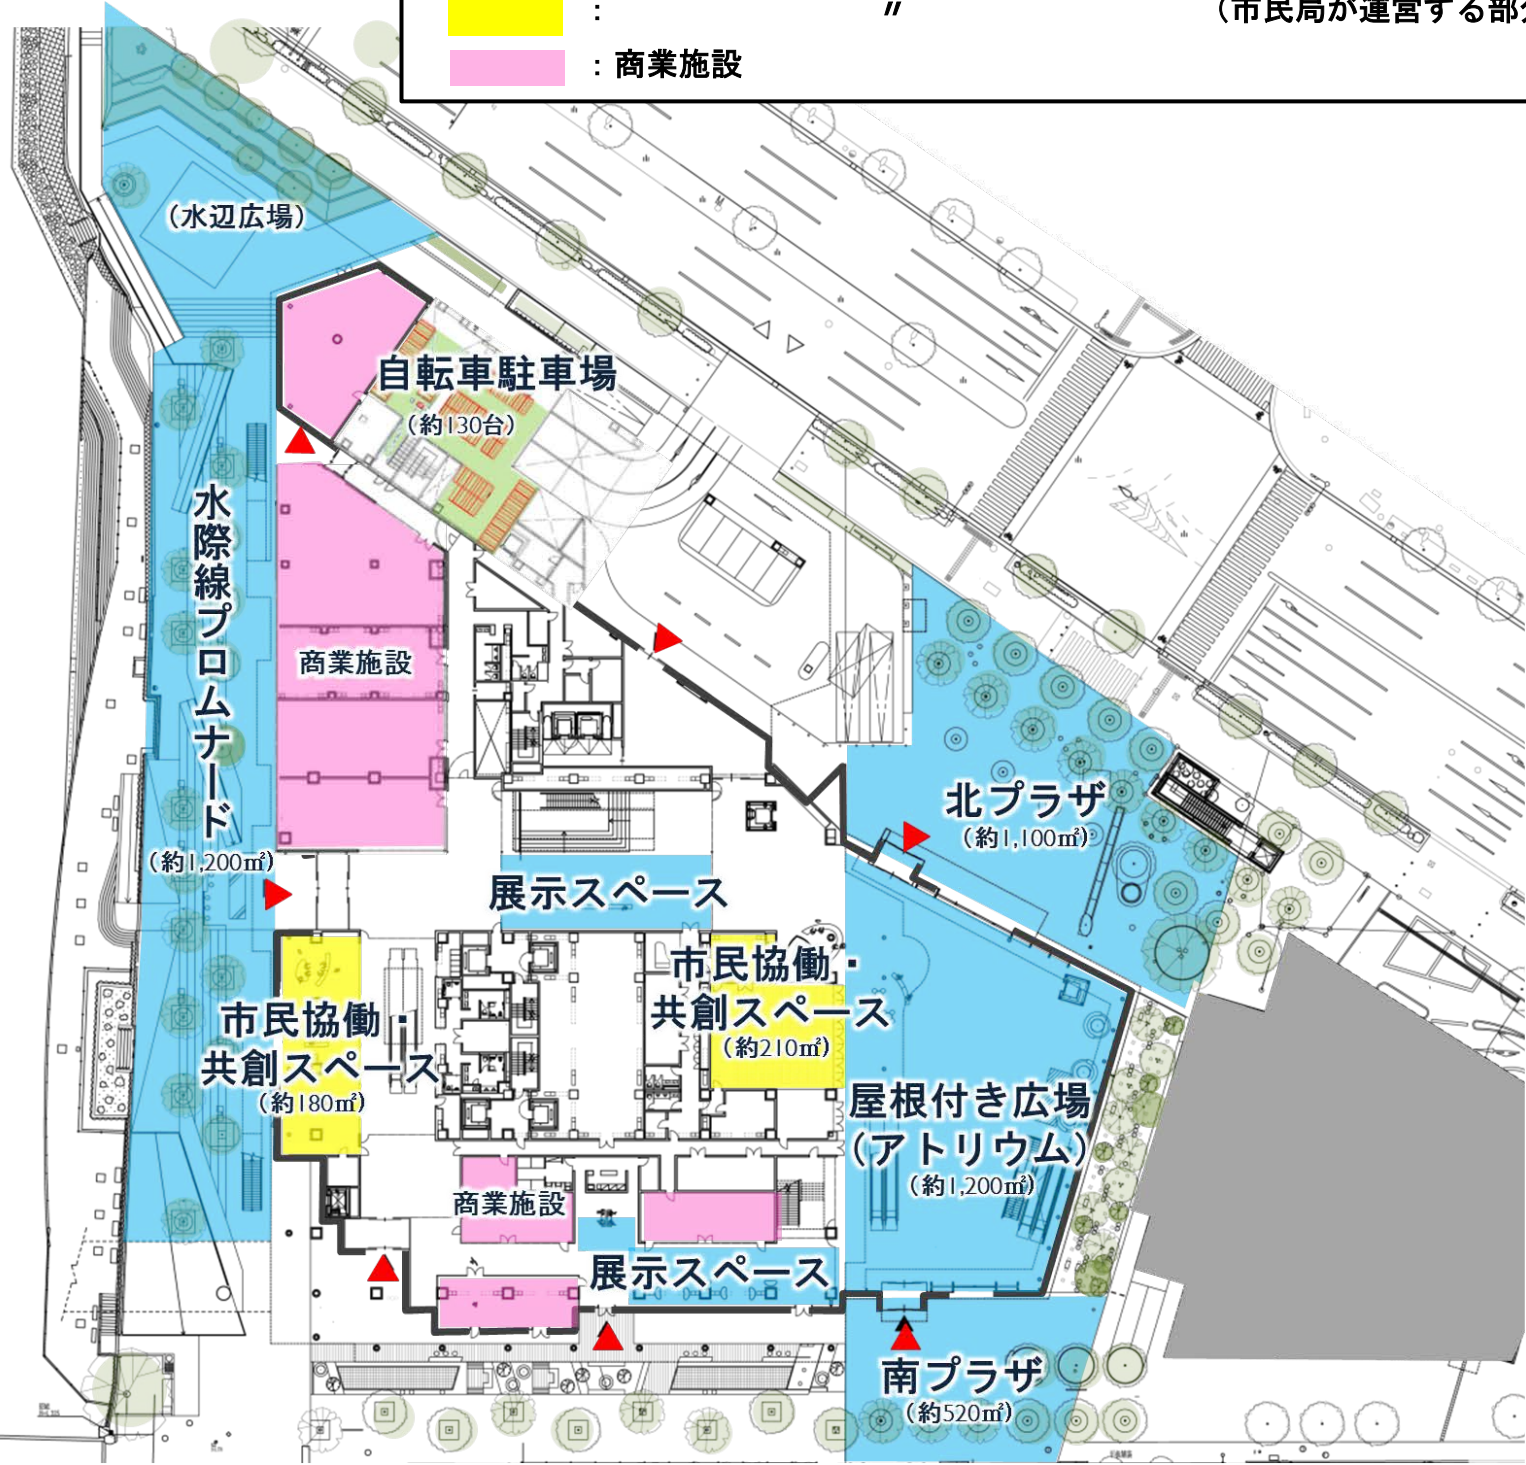 ： 〃 （市民局が運営する部分
：商業施設
（水辺広場）
自転車駐車場
（約130台）
水際線プロムナード
（約1,200㎡）
商業施設
北プラザ
（約1,100㎡）
展示スペース
市民協働・
共創スペース
（約210㎡）
市民協働・
共創スペース
（約180㎡）
屋根付き広場
（アトリウム）
（約1,200㎡）
商業施設
展示スペース
南プラザ
（約520㎡）